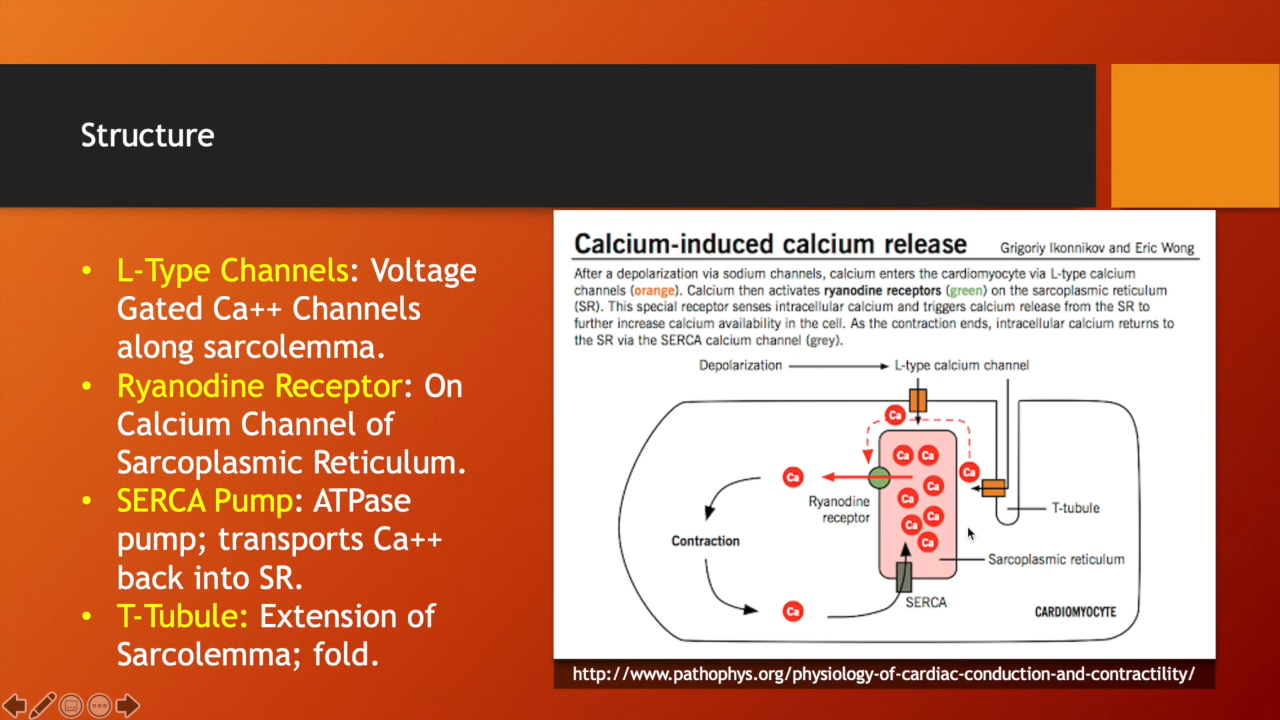 Structure
• L-Type Channels: Voltage
Gated Ca++ Channels
along sarcolemma.
• Ryanodine Receptor: On
Calcium Channel of
Sarcoplasmic Reticulum.
• SERCA Pump: ATPase
pump; transports Ca++
back into SR.
• T-Tubule: Extension of
Sarcolemma; fold.
Calcium-induced calcium release
Grigoriy Ikonnikov and Eric Wong
After a depolarization via sodium channels, calcium enters the cardiomyocyte via L-type calcium
channels (orange). Calcium then activates ryanodine receptors (green) on the sarcoplasmic reticulum
(SR). This special receptor senses intracellular calcium and triggers calcium release from the SR to
further increase calcium availability in the cell. As the contraction ends, intracellular calcium returns to
the SR via the SERCA calcium channel (grey).
Depolarization
L-type calcium channel
Ca
Ca
Ca
Ca
Ca
Ca
Ca
Ca
Ca
Ca
Ca
Ryanodine
receptor
T-tubule
Contraction
Sarcoplasmic reticulum
SERCA
Ca
CARDIOMYOCYTE
http://www.pathophys.org/physiology-of-cardiac-conduction-and-contractility/